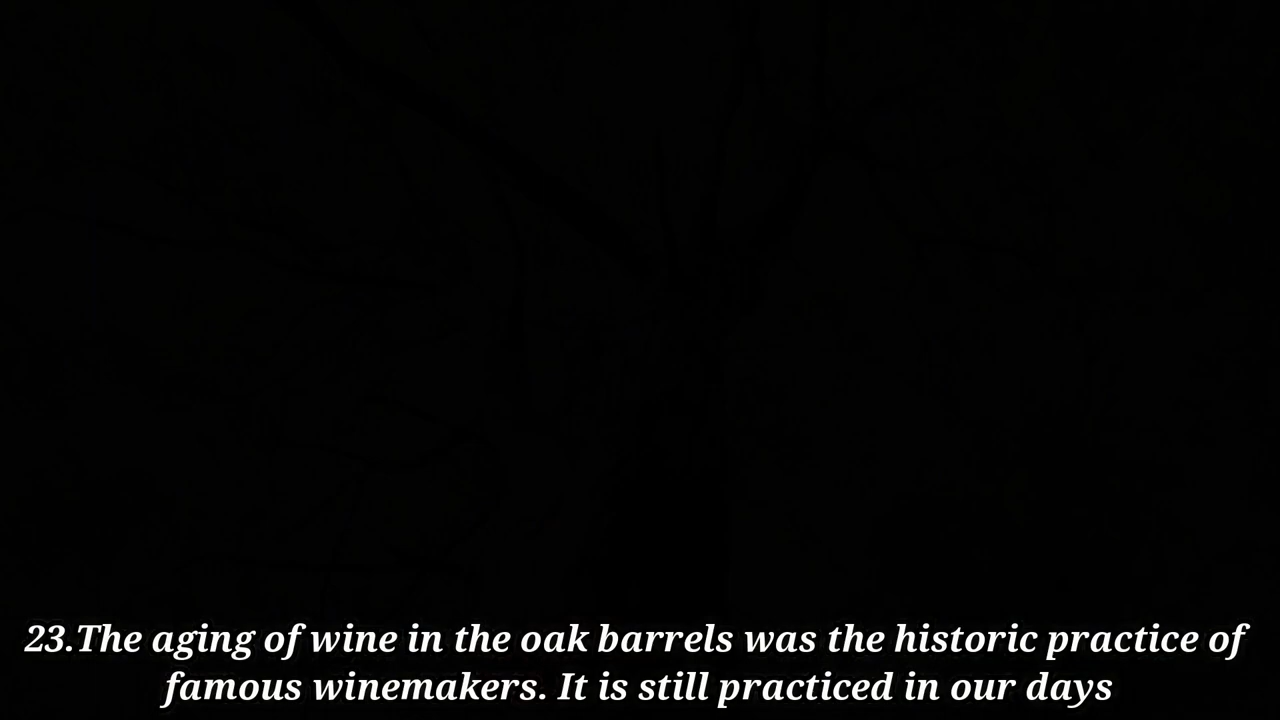 23.The aging of wine in the oak barrels was the historic practice of
famous winemakers. It is still practiced in our days